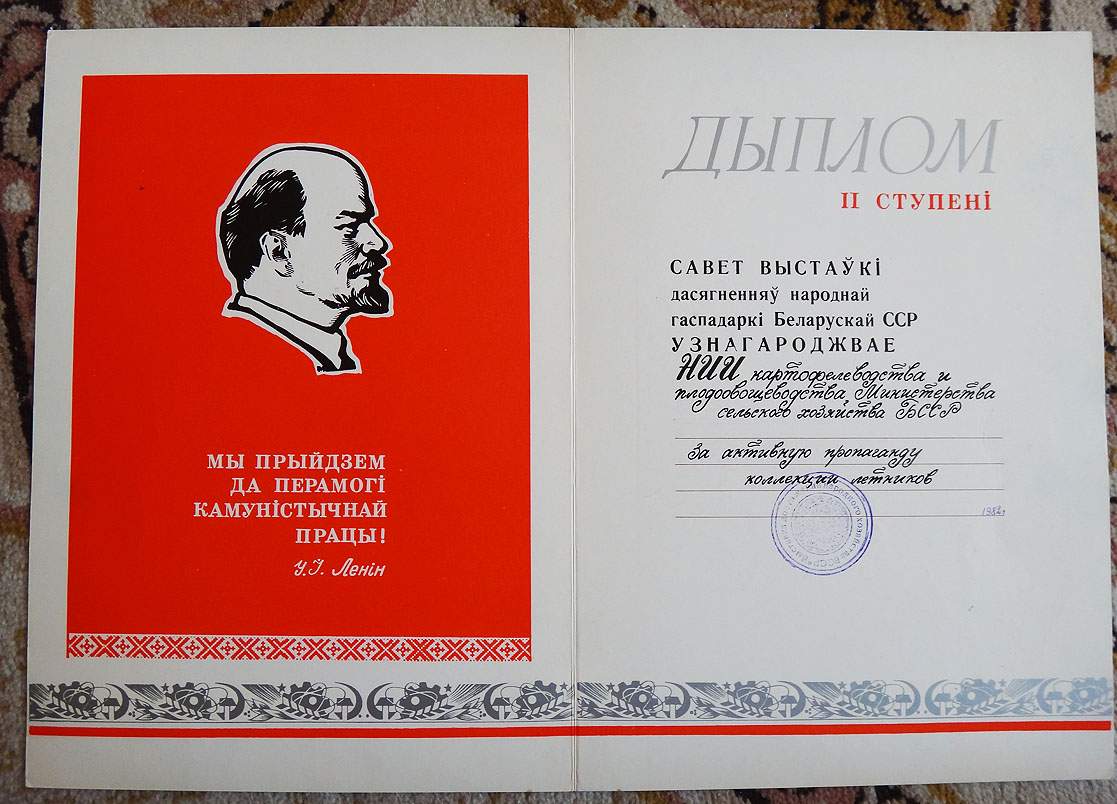 МЫ ПРЫЙДЗЕМ
ДА ПЕРАМОГІ
КАМУНІСТЫЧНАЙ
ПРАЦЫ!
У.І. Ленін
ДЫПЛОМ
II СТУПЕНІ
САВЕТ ВЫСТАЎКІ
дасягненняў народнай
гаспадаркі Беларускай ССР
УЗНАГАРОДЖВАЕ
НИИ картофелеводства и
плодоовощеводства Министерства
сельского хозяйства БССР
За активную пропаганду
коллекции летников
1982г